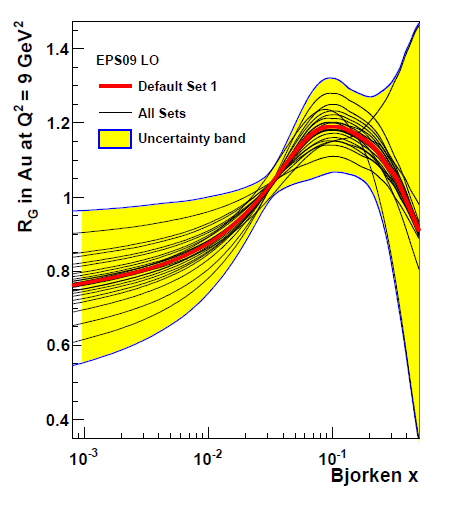 R_G in Au at Q² = 9 GeV²
1.4
1.2
1
0.8
0.6
0.4
EPS09 LO
Default Set 1
All Sets
Uncertainty band
10⁻³
10⁻²
10⁻¹
Bjorken x